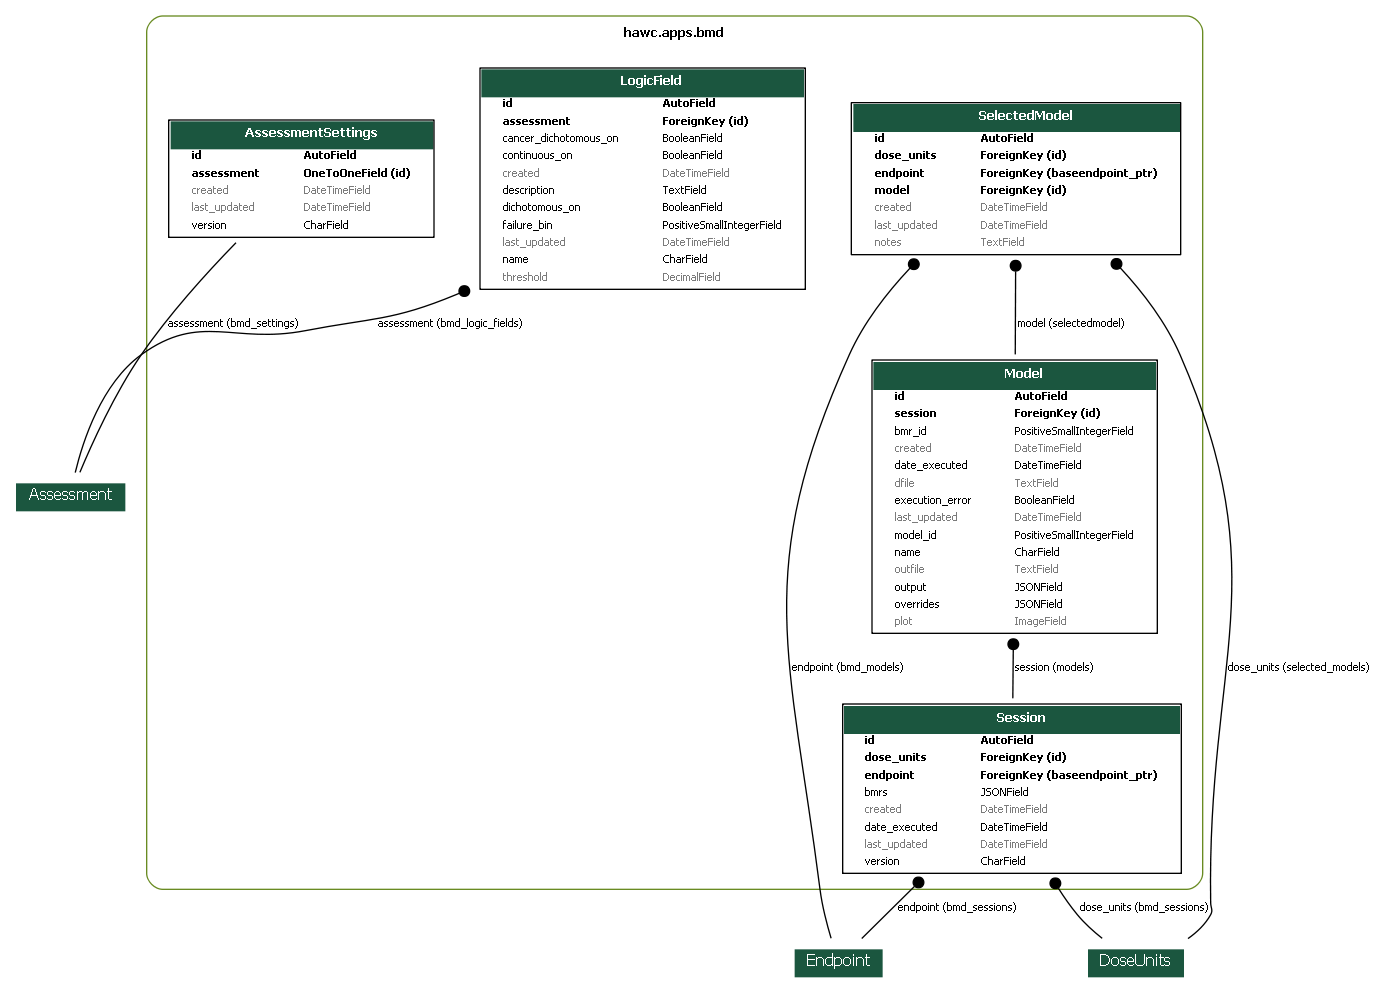 hawc.apps.bmd
LogicField
id AutoField
assessment ForeignKey (id)
cancer_dichotomous_on BooleanField
continuous_on BooleanField
created DateTimeField
description TextField
dichotomous_on BooleanField
failure_bin PositiveSmallIntegerField
last_updated DateTimeField
name CharField
threshold DecimalField
AssessmentSettings
id AutoField
assessment OneToOneField (id)
created DateTimeField
last_updated DateTimeField
version CharField
SelectedModel
id AutoField
dose_units ForeignKey (id)
endpoint ForeignKey (baseendpoint_ptr)
model ForeignKey (id)
created DateTimeField
last_updated DateTimeField
notes TextField
assessment (bmd_settings)
assessment (bmd_logic_fields)
model (selectedmodel)
Model
id AutoField
session ForeignKey (id)
bmr_id PositiveSmallIntegerField
created DateTimeField
date_executed DateTimeField
dfile TextField
execution_error BooleanField
last_updated DateTimeField
model_id PositiveSmallIntegerField
name CharField
outfile TextField
output JSONField
overrides JSONField
plot ImageField
Assessment
endpoint (bmd_models)
session (models)
dose_units (selected_models)
Session
id AutoField
dose_units ForeignKey (id)
endpoint ForeignKey (baseendpoint_ptr)
bmrs JSONField
created DateTimeField
date_executed DateTimeField
last_updated DateTimeField
version CharField
endpoint (bmd_sessions)
dose_units (bmd_sessions)
Endpoint
DoseUnits